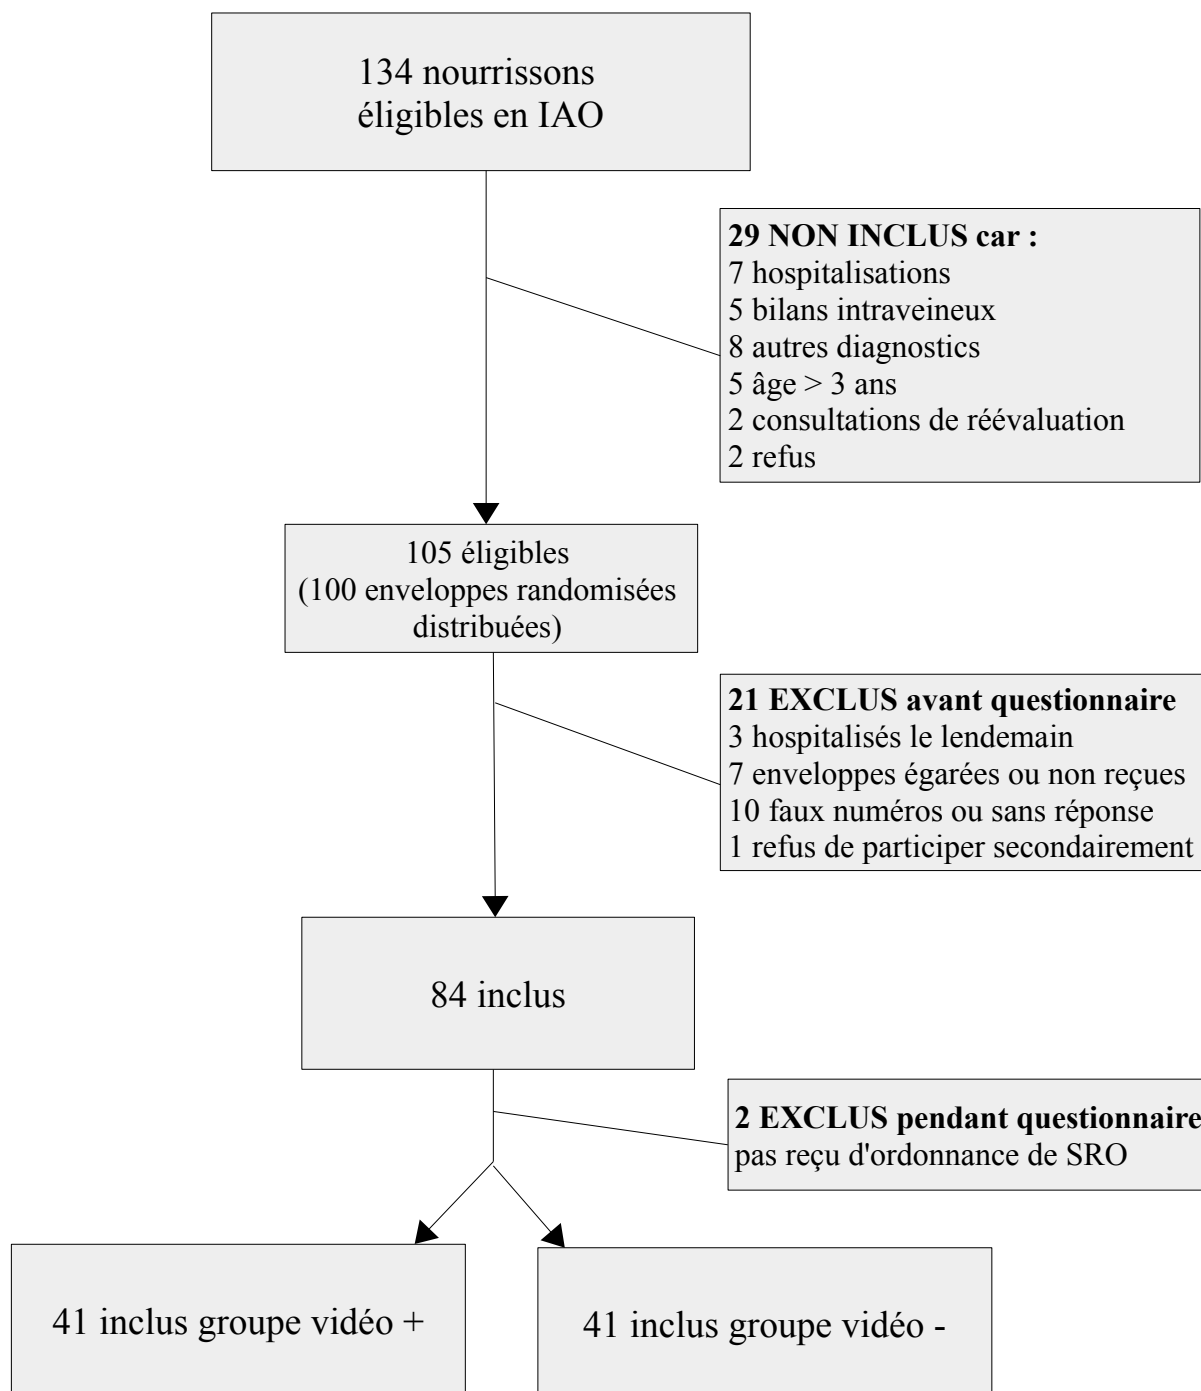 134 nourrissons
éligibles en IAO
29 NON INCLUS car :
7 hospitalisations
5 bilans intraveineux
8 autres diagnostics
5 âge > 3 ans
2 consultations de réévaluation
2 refus
105 éligibles
(100 enveloppes randomisées
distribuées)
21 EXCLUS avant questionnaire
3 hospitalisés le lendemain
7 enveloppes égarées ou non reçues
10 faux numéros ou sans réponse
1 refus de participer secondairement
84 inclus
2 EXCLUS pendant questionnaire
pas reçu d'ordonnance de SRO
41 inclus groupe vidéo +
41 inclus groupe vidéo -